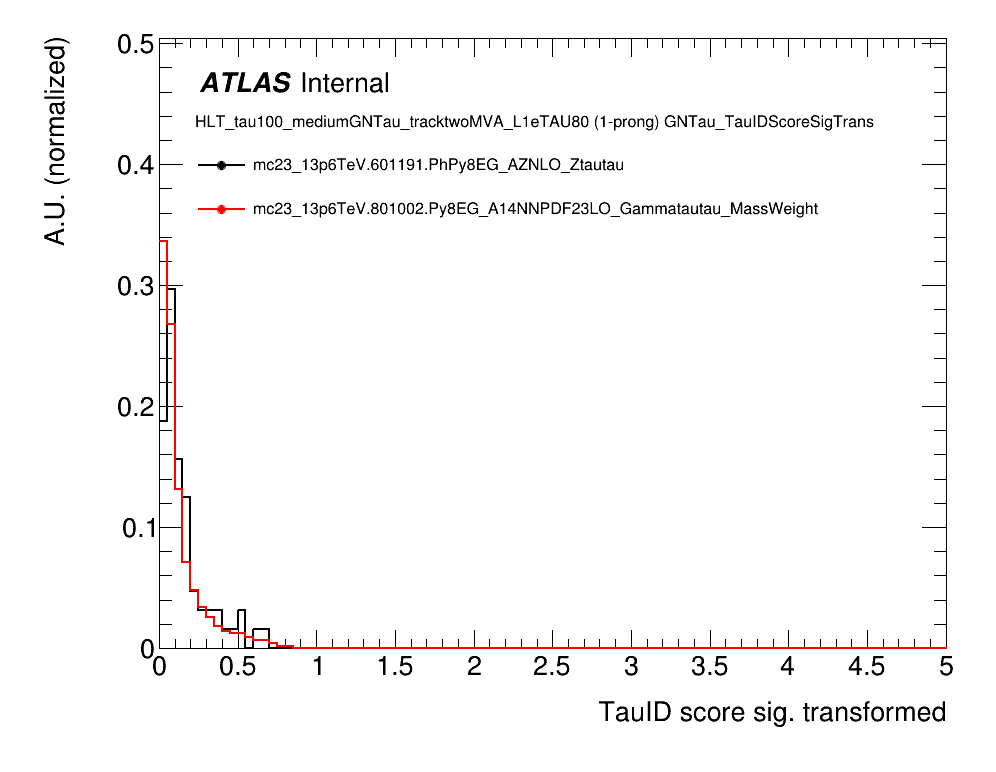 A.U. (normalized)
0.5
0.4
0.3
0.2
0.1
0
ATLAS Internal
HLT_tau100_mediumGNTau_tracktwoMVA_L1eTAU80 (1-prong) GNTau_TauIDScoreSigTrans
mc23_13p6TeV.601191.PhPy8EG_AZNLO_Ztautau
mc23_13p6TeV.801002.Py8EG_A14NNPDF23LO_Gammatautau_MassWeight
0 0.5 1 1.5 2 2.5 3 3.5 4 4.5 5
TauID score sig. transformed